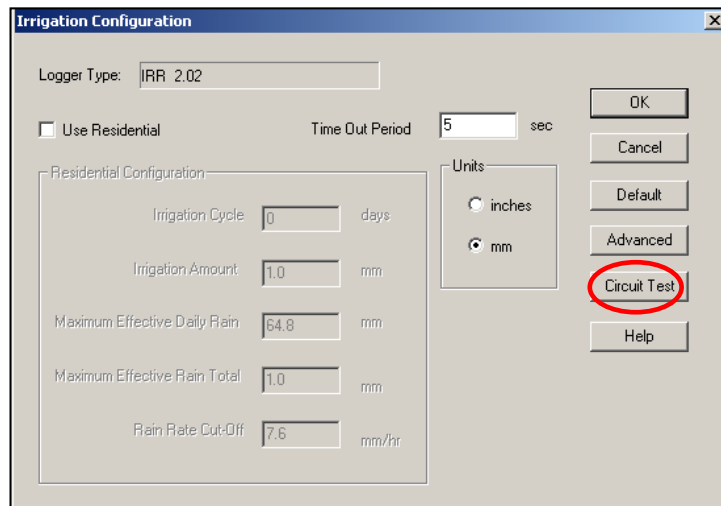 Irrigation Configuration
Logger Type: IRR 2.02
Use Residential
Time Out Period 5 sec
Residential Configuration
Irrigation Cycle 0 days
Irrigation Amount 1.0 mm
Maximum Effective Daily Rain 64.8 mm
Maximum Effective Rain Total 1.0 mm
Rain Rate Cut-Off 7.6 mm/hr
Units
inches
mm
OK
Cancel
Default
Advanced
Circuit Test
Help